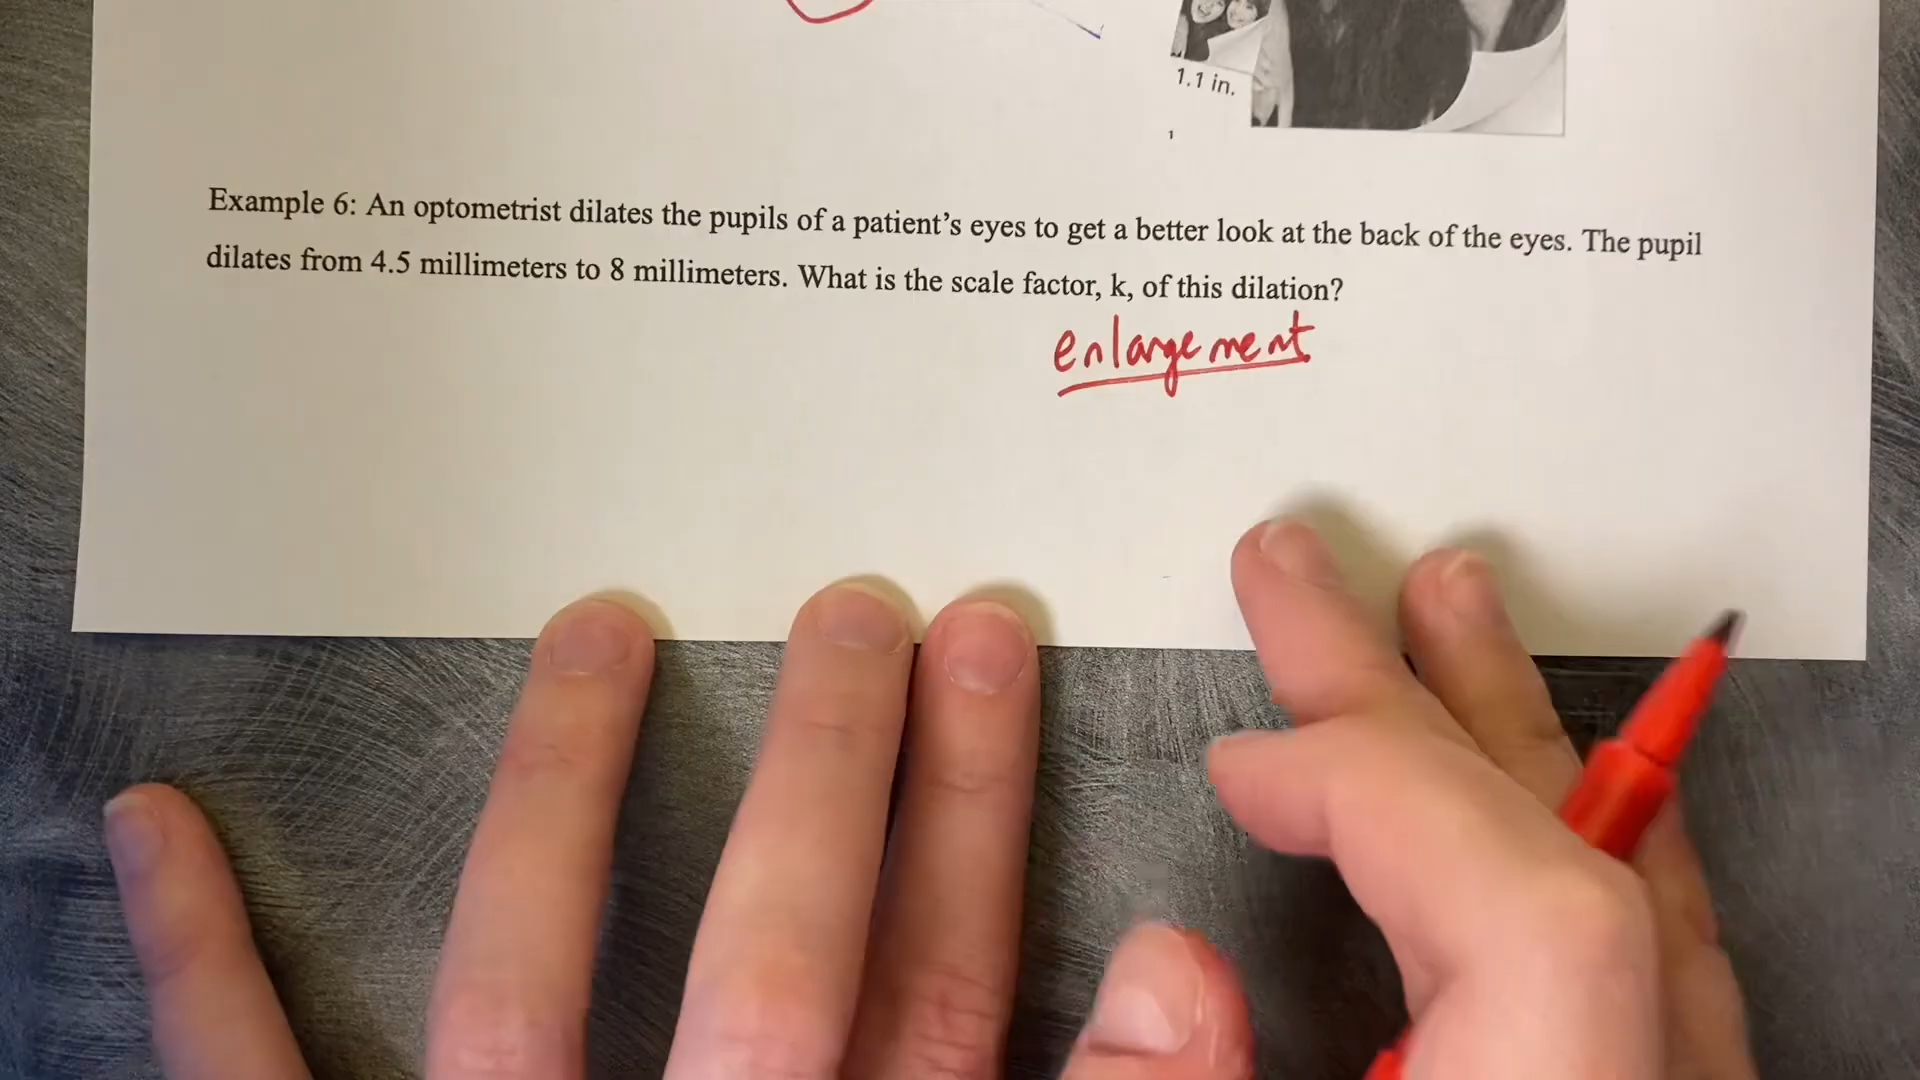 1.1 in.
1
Example 6: An optometrist dilates the pupils of a patient’s eyes to get a better look at the back of the eyes. The pupil
dilates from 4.5 millimeters to 8 millimeters. What is the scale factor, k, of this dilation?
enlargement